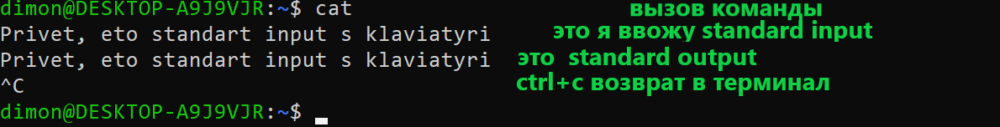 dimon@DESKTOP-A9J9VJR:~$ cat вызов команды
Privet, eto standart input s klaviatyri это я ввожу standard input
Privet, eto standart input s klaviatyri это standard output
^C ctrl+c возврат в терминал
dimon@DESKTOP-A9J9VJR:~$